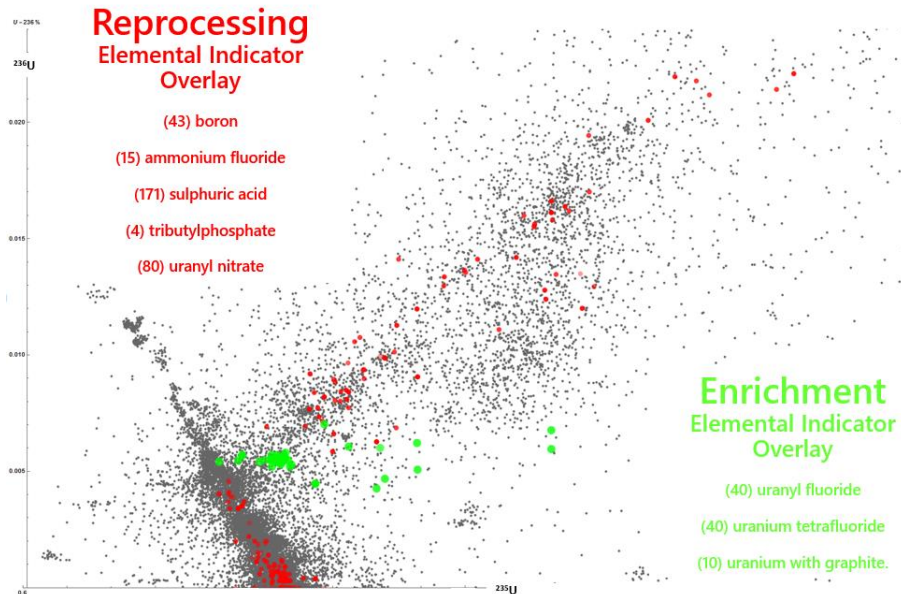 U - 236 %
236U
Reprocessing
Elemental Indicator
Overlay
(43) boron
(15) ammonium fluoride
(171) sulphuric acid
(4) tributylphosphate
(80) uranyl nitrate
0.020
0.015
0.010
0.005
Enrichment
Elemental Indicator
Overlay
(40) uranyl fluoride
(40) uranium tetrafluoride
(10) uranium with graphite.
235U